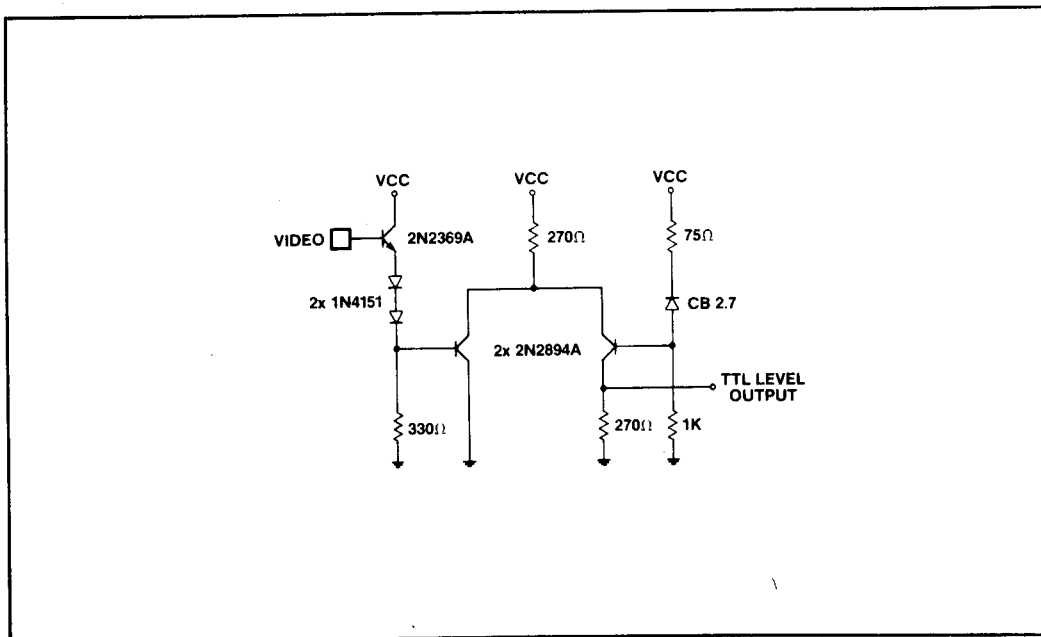 VCC
VCC
VCC
VIDEO
2N2369A
270Ω
75Ω
2x 1N4151
CB 2.7
2x 2N2894A
TTL LEVEL
OUTPUT
330Ω
270Ω
1K